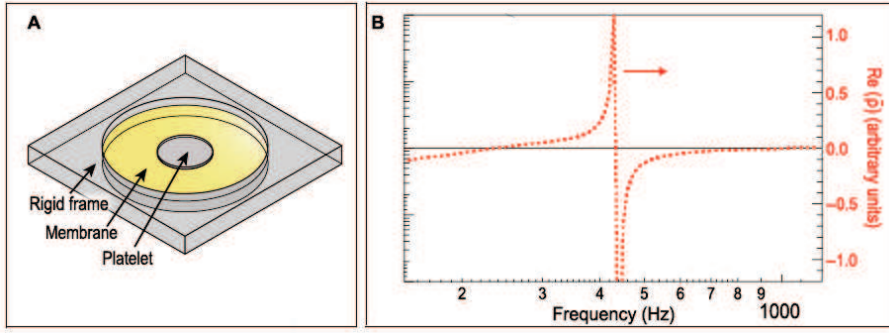 A
Rigid frame
Membrane
Platelet
B
1.0
0.5
0.0
−0.5
−1.0
Re (ρ̄) (arbitrary units)
2 3 4 5 6 7 8 9 1000
Frequency (Hz)